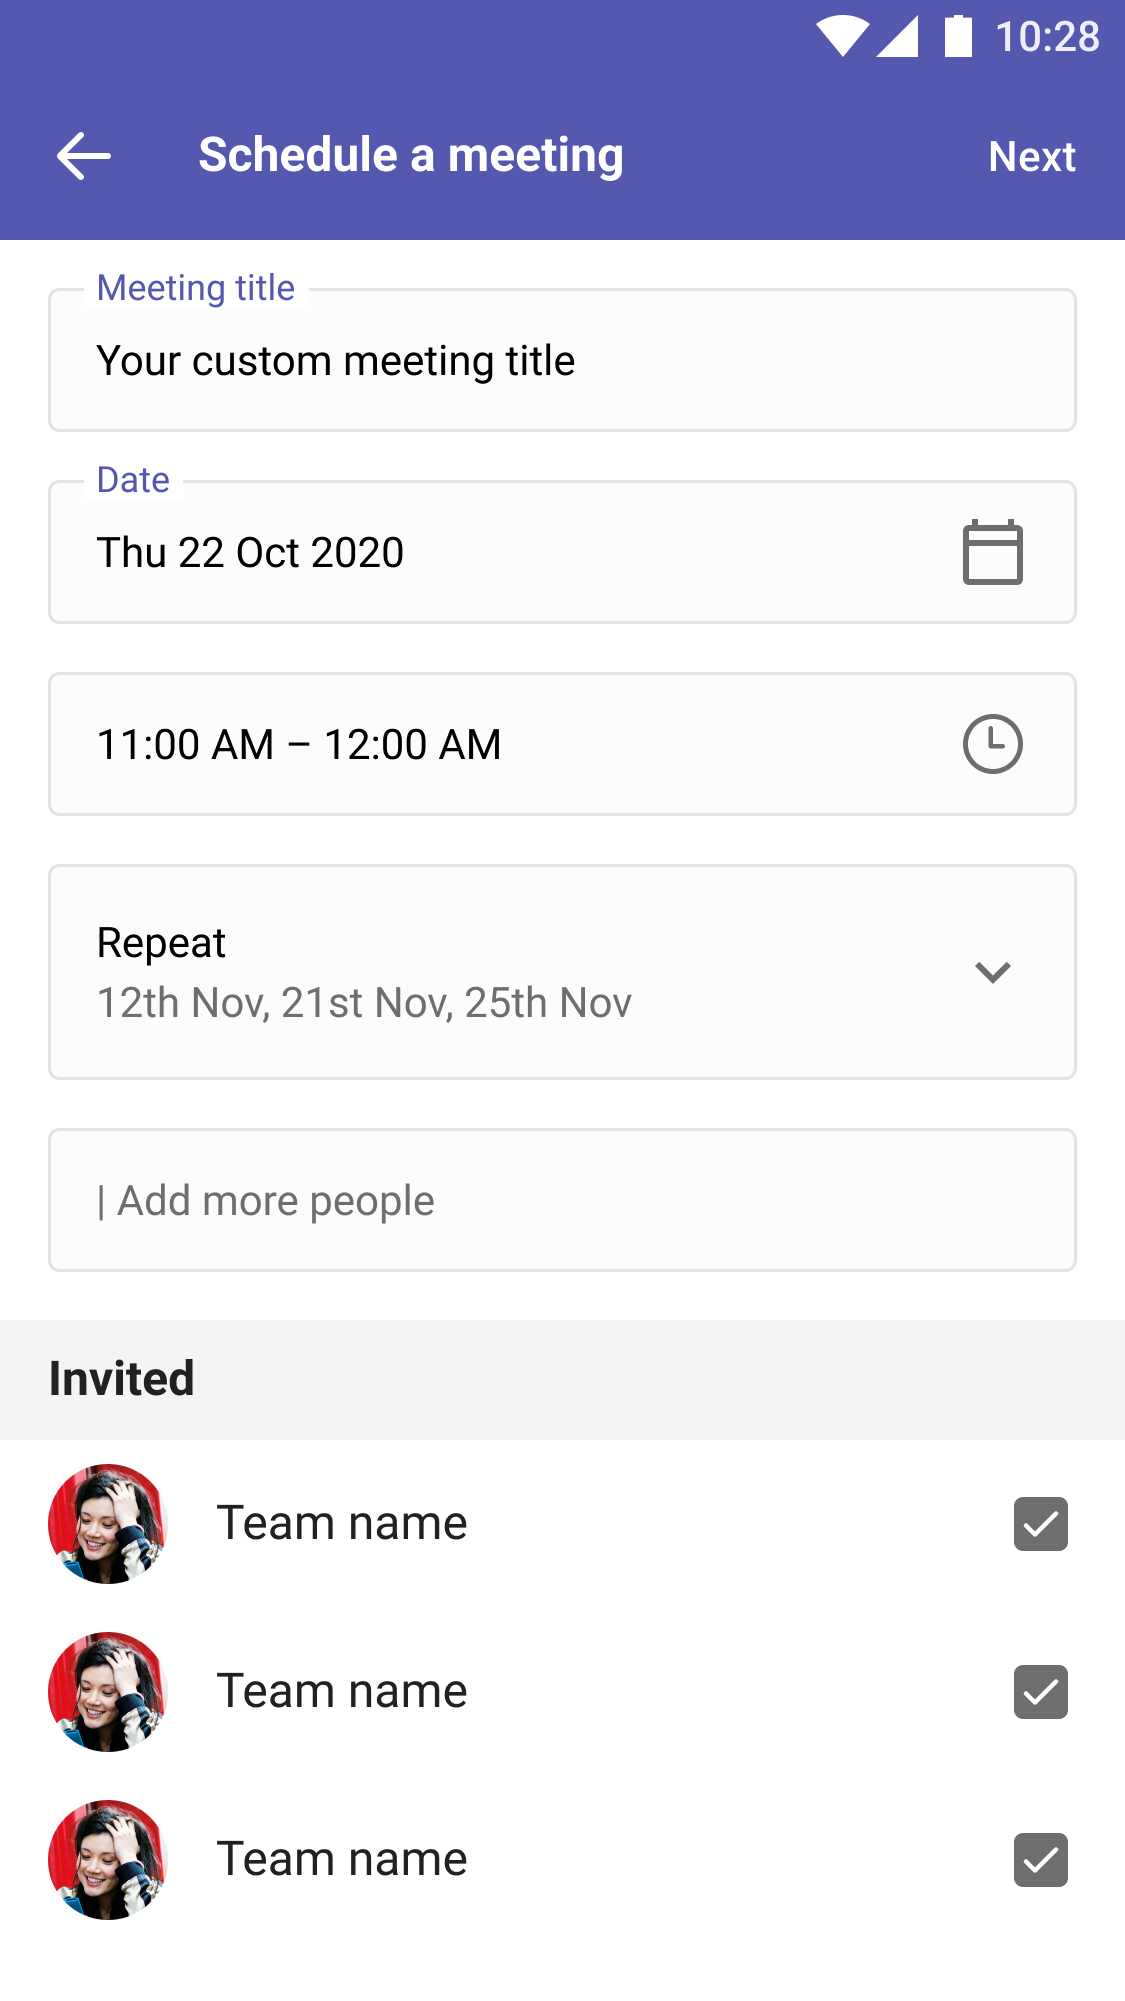 10:28
Schedule a meeting
Next
Meeting title
Your custom meeting title
Date
Thu 22 Oct 2020
11:00 AM – 12:00 AM
Repeat
12th Nov, 21st Nov, 25th Nov
| Add more people
Invited
Team name
Team name
Team name